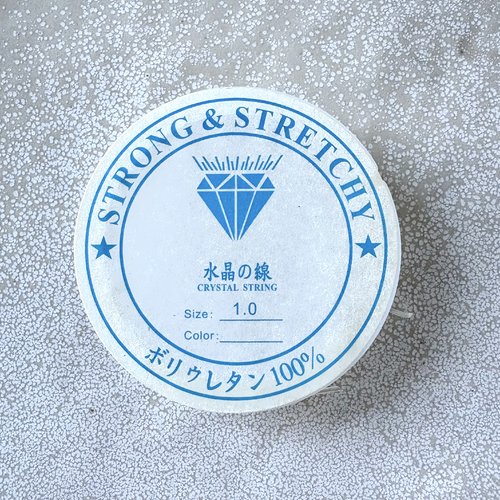 ★ STRONG & STRETCHY ★
水晶の線
CRYSTAL STRING
Size: 1.0
Color:
ポリウレタン100%